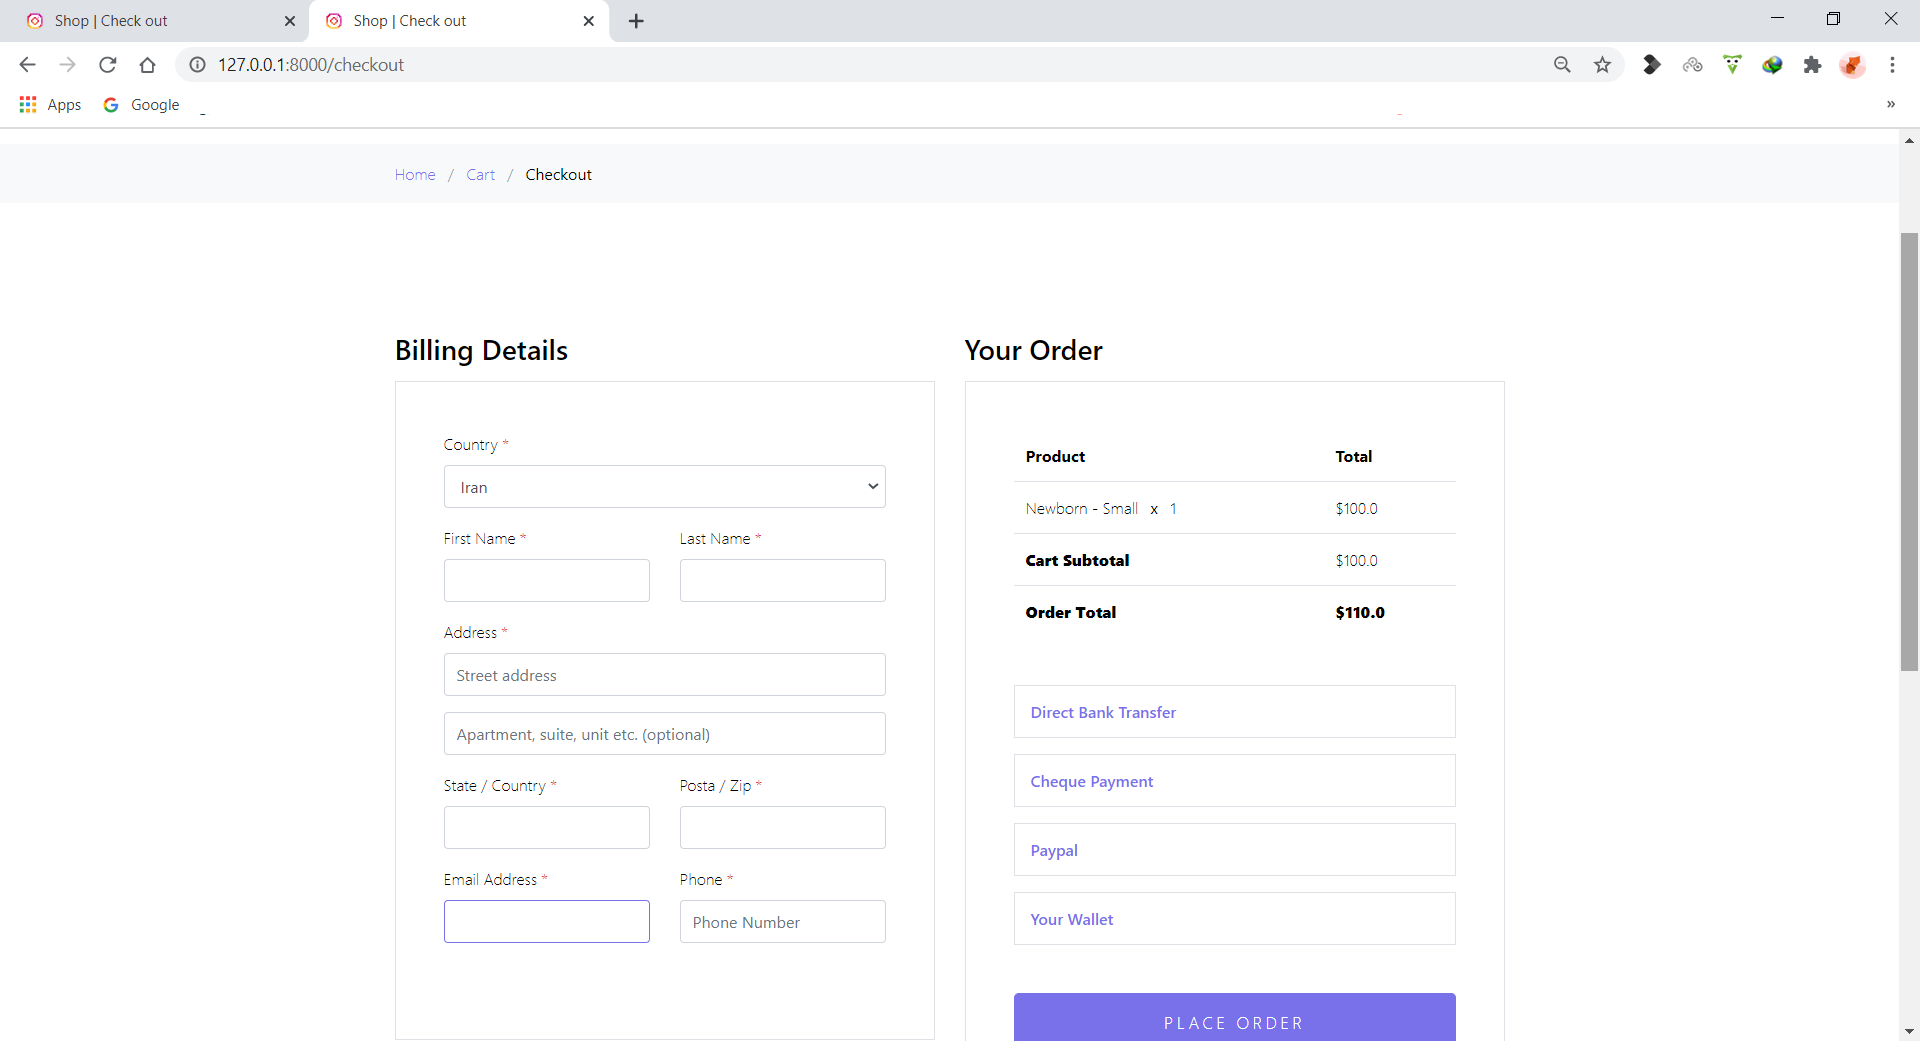 Shop | Check out
Shop | Check out
127.0.0.1:8000/checkout
Apps
Google
»
Home / Cart / Checkout
Billing Details
Country *
Iran
First Name *
Last Name *
Address *
Street address
Apartment, suite, unit etc. (optional)
State / Country *
Posta / Zip *
Email Address *
Phone *
Phone Number
Your Order
Product Total
Newborn - Small x 1 $100.0
Cart Subtotal $100.0
Order Total $110.0
Direct Bank Transfer
Cheque Payment
Paypal
Your Wallet
PLACE ORDER